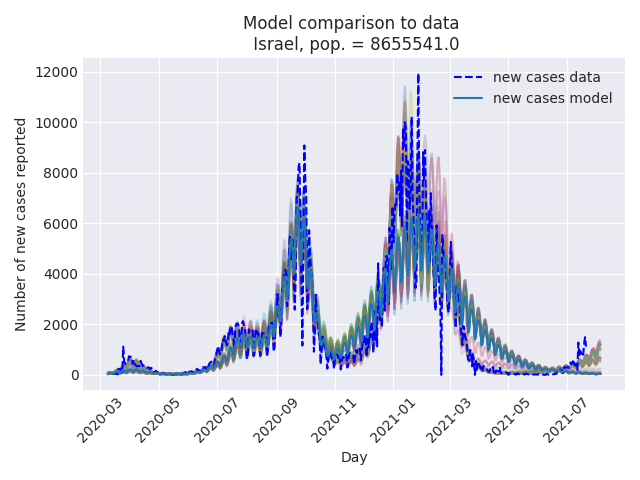 Model comparison to data
Israel, pop. = 8655541.0
new cases data
new cases model
12000
10000
8000
6000
4000
2000
0
Number of new cases reported
2020-03
2020-05
2020-07
2020-09
2020-11
2021-01
2021-03
2021-05
2021-07
Day